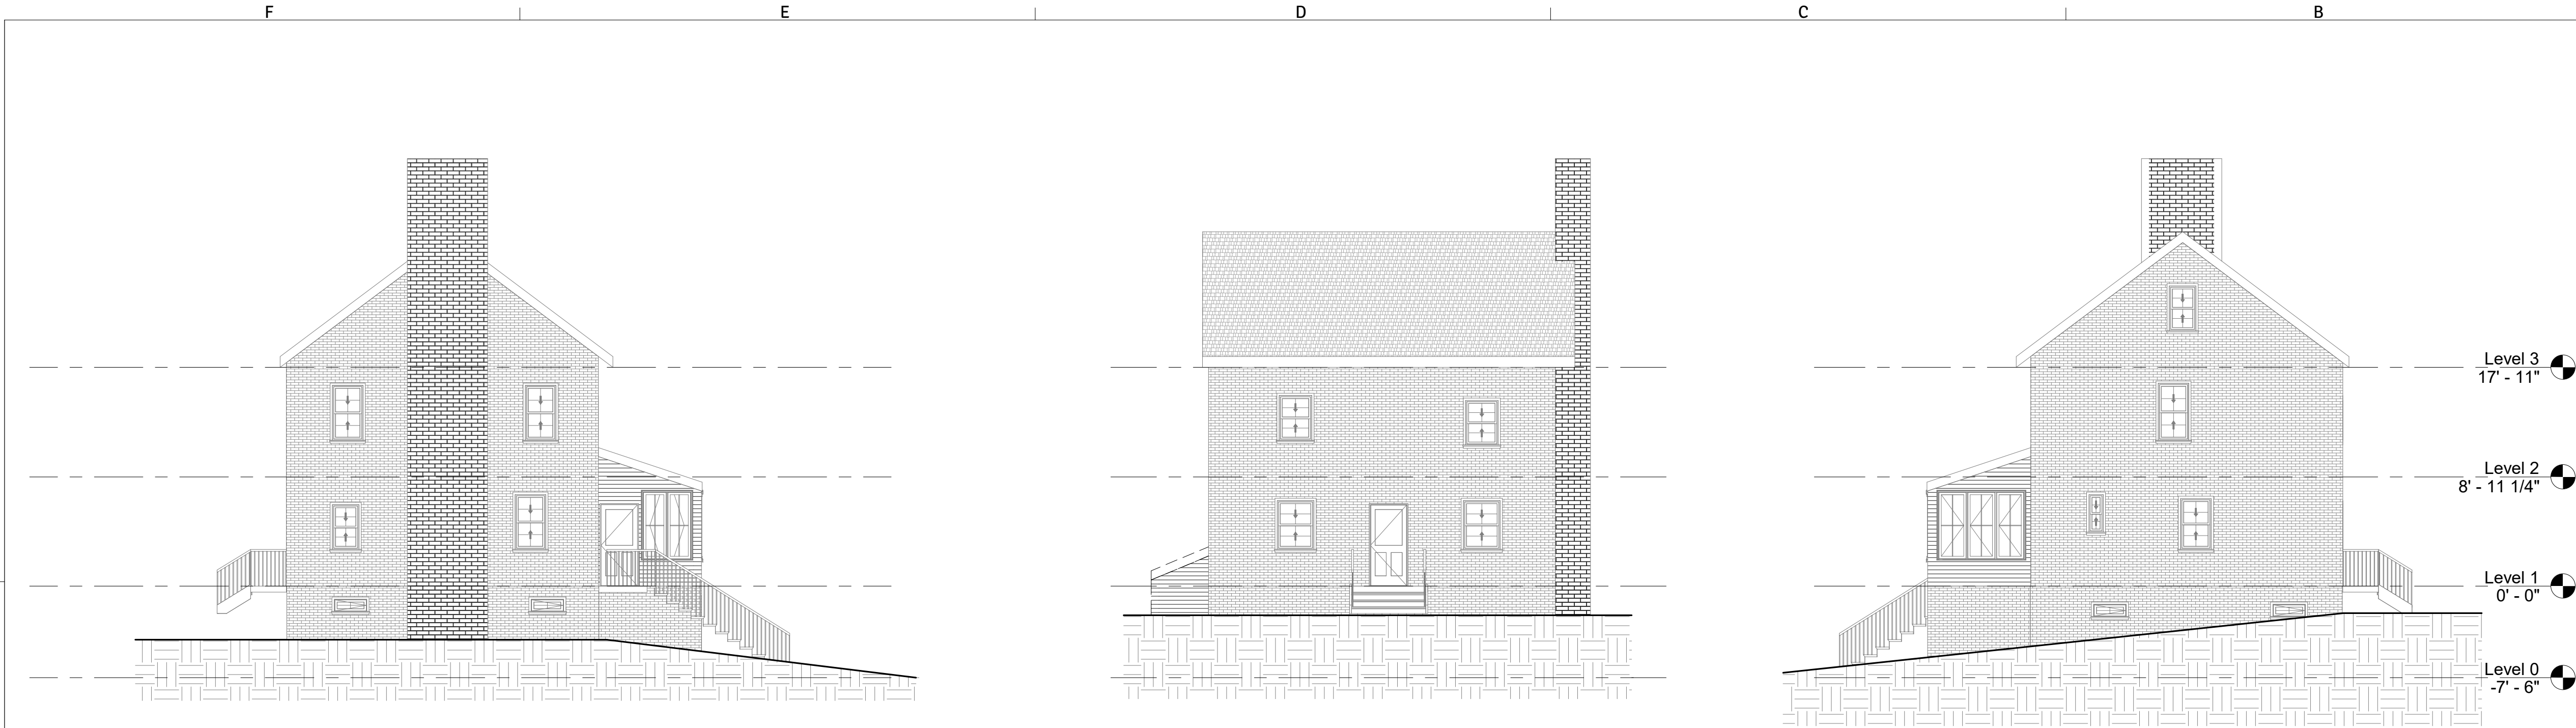 F E D C B
Level 3
17' - 11"
Level 2
8' - 11 1/4"
Level 1
0' - 0"
Level 0
-7' - 6"